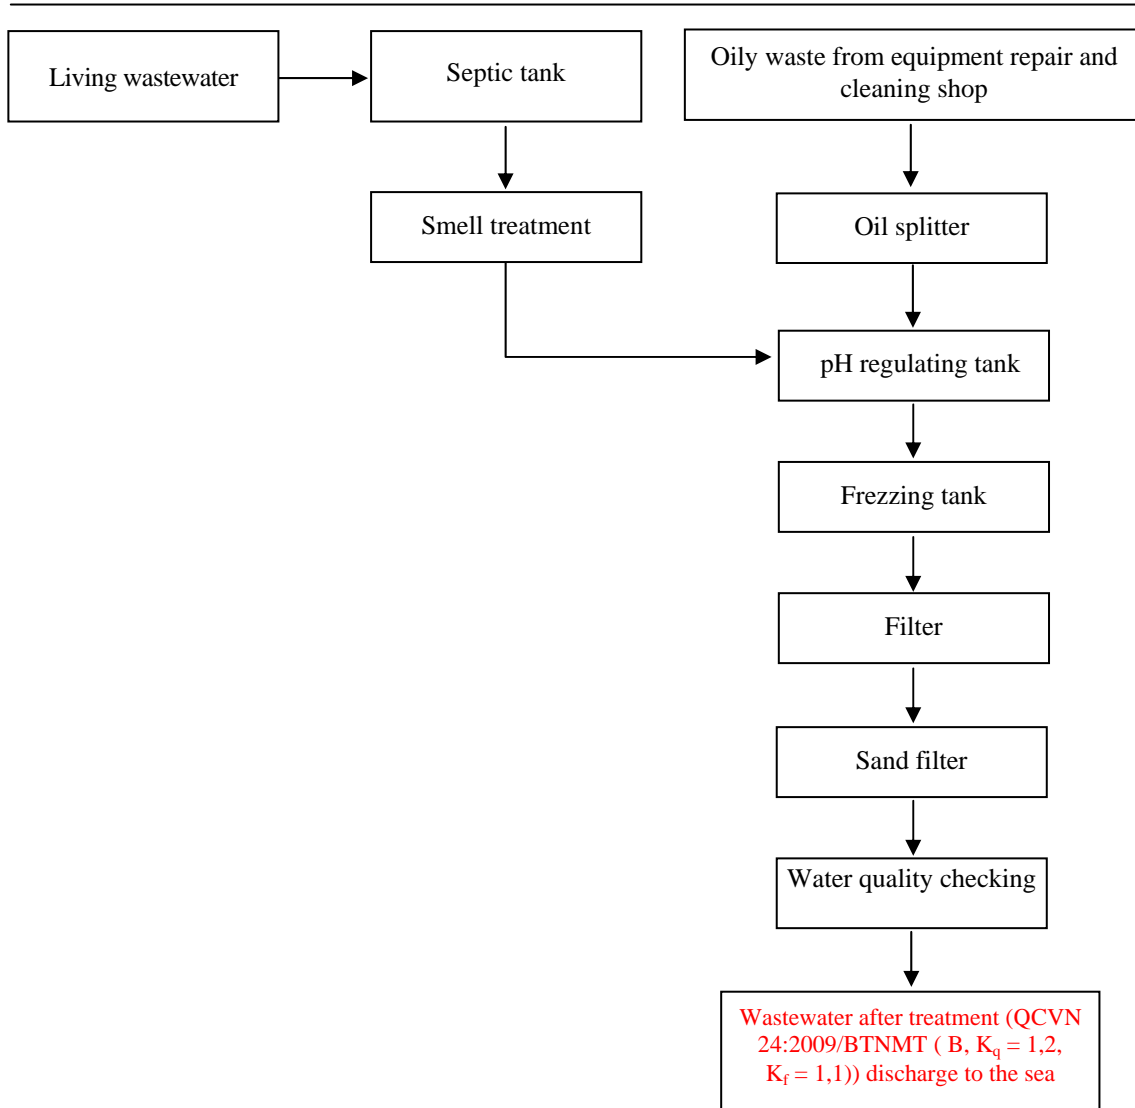 Living wastewater
Septic tank
Oily waste from equipment repair and
cleaning shop
Smell treatment
Oil splitter
pH regulating tank
Frezzing tank
Filter
Sand filter
Water quality checking
Wastewater after treatment (QCVN
24:2009/BTNMT ( B, Kq = 1,2,
Kf = 1,1)) discharge to the sea